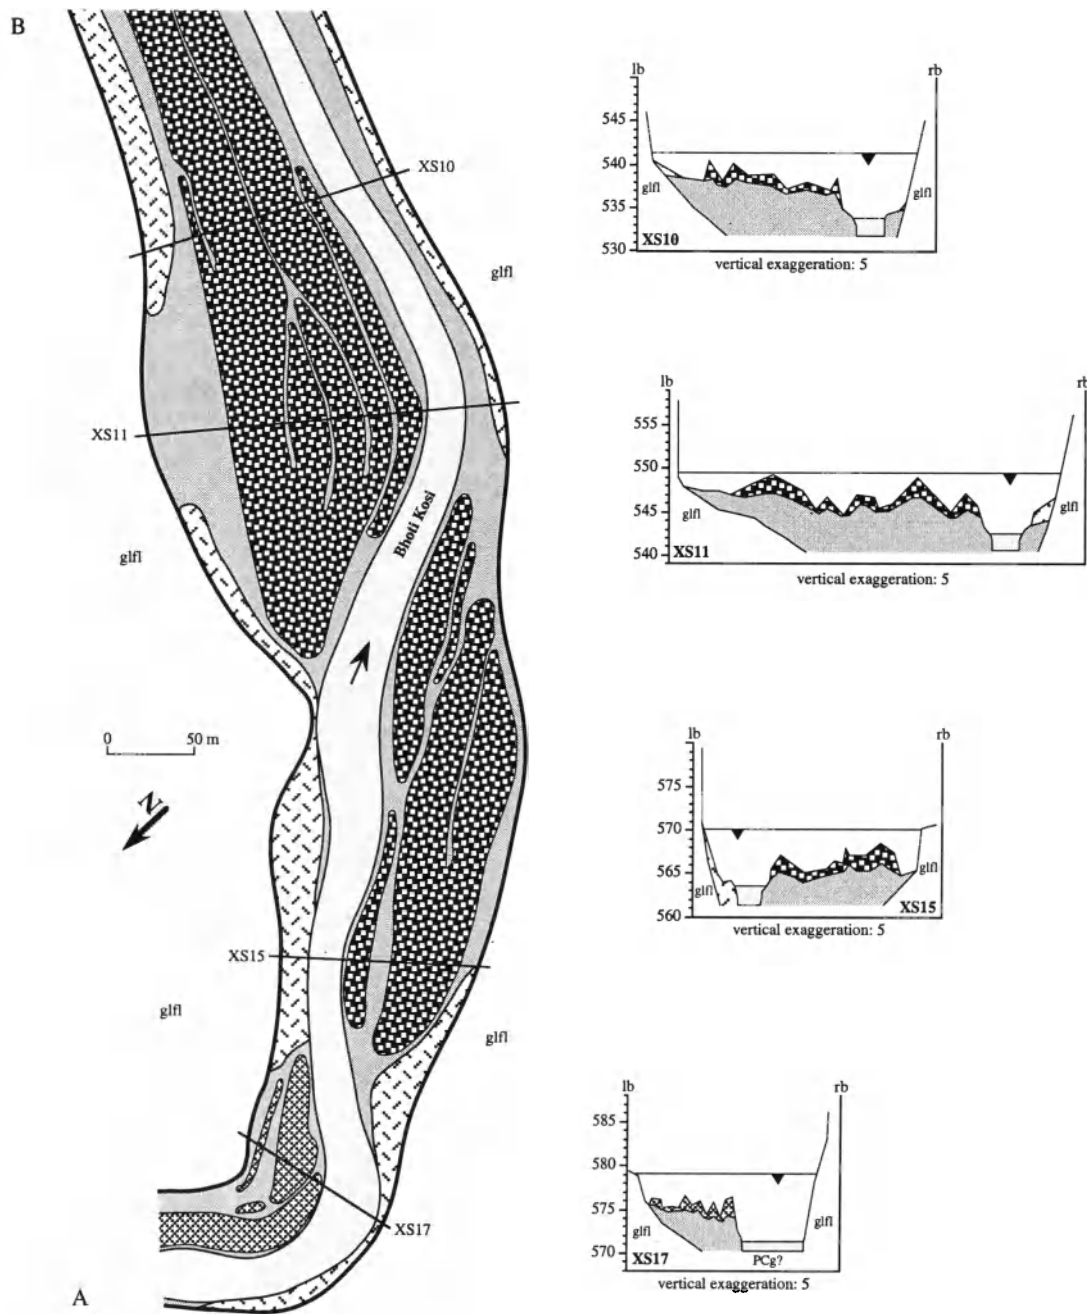 B
XS10
glfl
XS11
glfl
Bhoti Kosi
0 50 m
N
XS15
glfl
glfl
XS17
A
lb rb
545
540
535
530
glfl
glfl
XS10
vertical exaggeration: 5
lb rb
555
550
545
540
glfl
glfl
XS11
vertical exaggeration: 5
lb rb
575
570
565
560
glfl
glfl
XS15
vertical exaggeration: 5
lb rb
585
580
575
570
glfl
glfl
XS17
PCg?
vertical exaggeration: 5